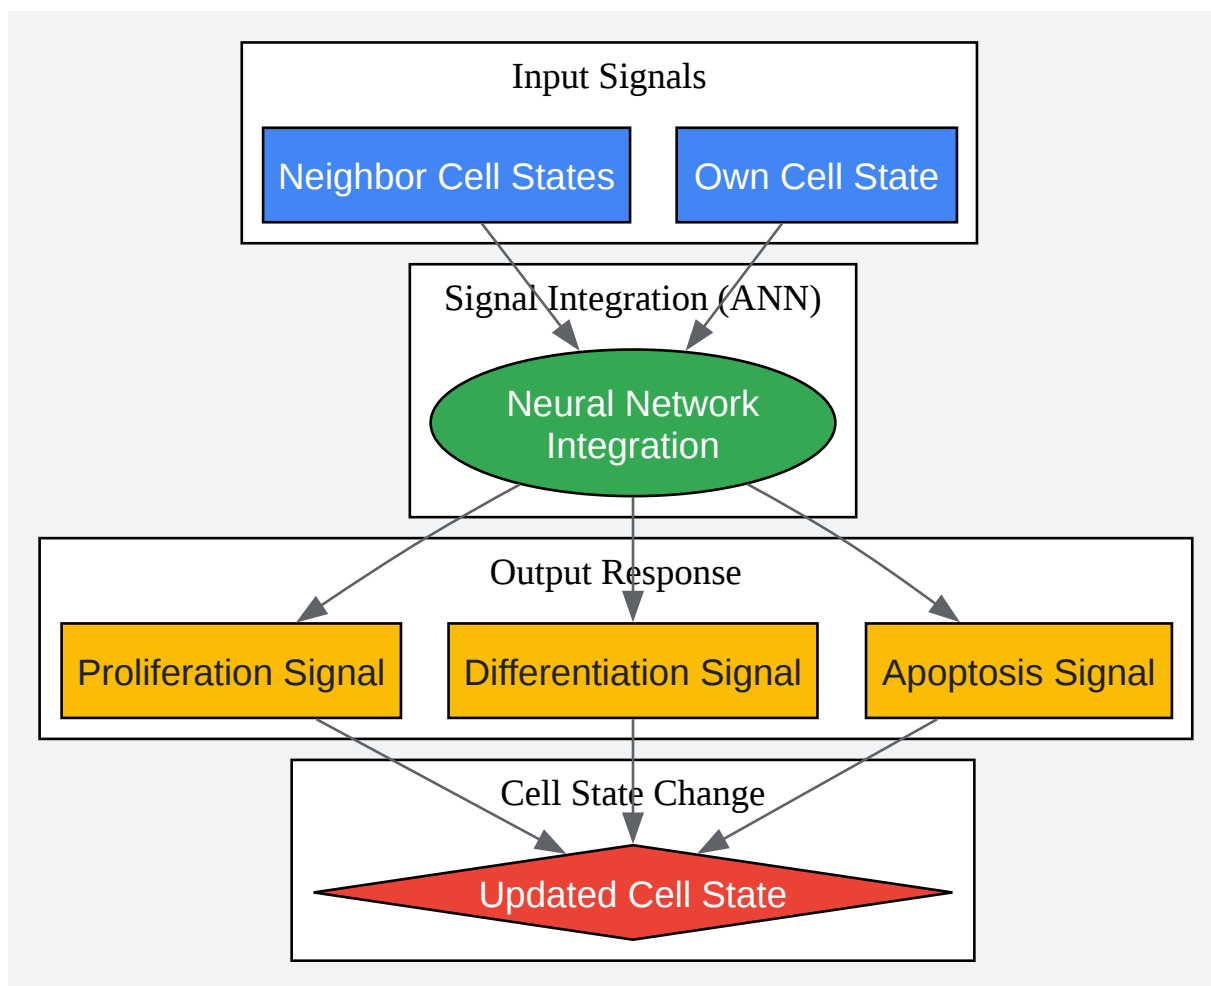 Input Signals
Neighbor Cell States
Own Cell State
Signal Integration (ANN)
Neural Network
Integration
Output Response
Proliferation Signal
Differentiation Signal
Apoptosis Signal
Cell State Change
Updated Cell State